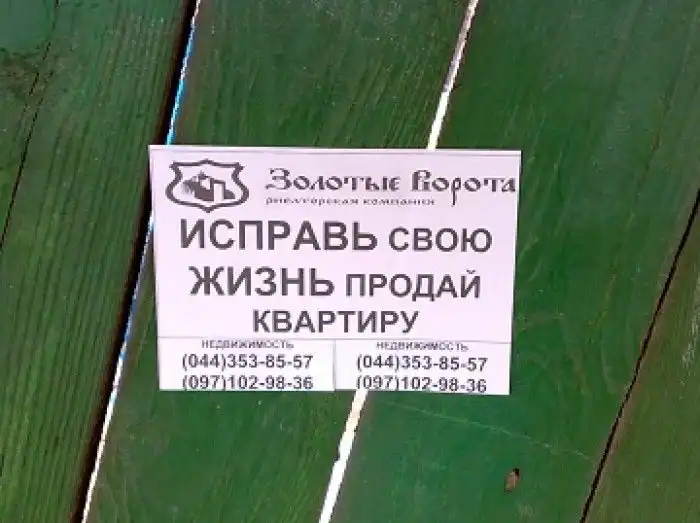 Золотые Ворота
риелторская компания
ИСПРАВЬ СВОЮ
ЖИЗНЬ ПРОДАЙ
КВАРТИРУ
НЕДВИЖИМОСТЬ
(044)353-85-57
(097)102-98-36
НЕДВИЖИМОСТЬ
(044)353-85-57
(097)102-98-36